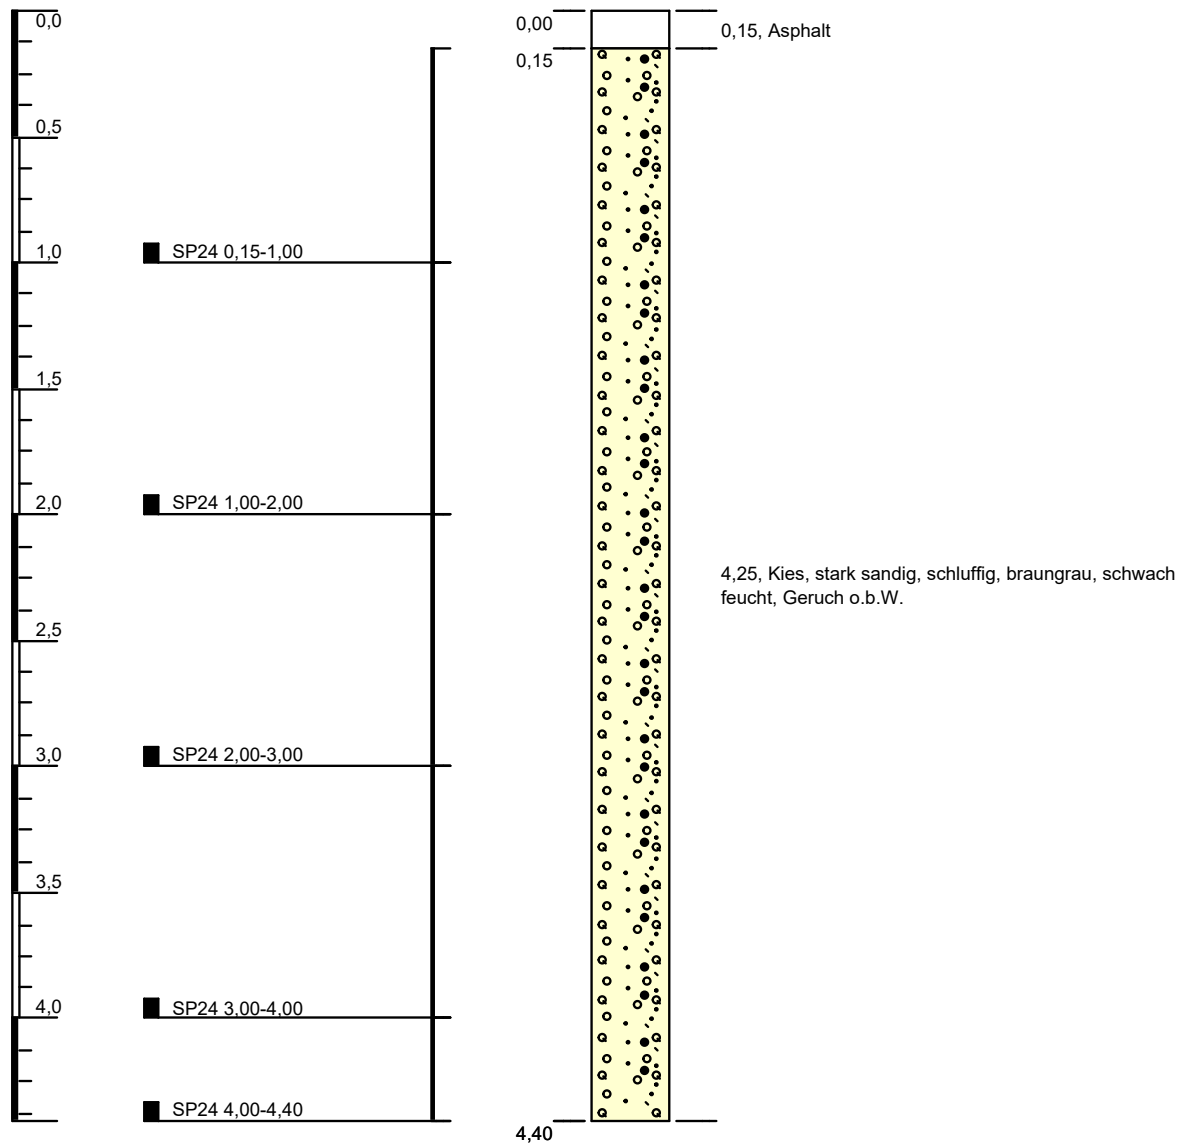 0,0
0,00
0,15, Asphalt
0,15
0,5
1,0
SP24 0,15-1,00
1,5
2,0
SP24 1,00-2,00
4,25, Kies, stark sandig, schluffig, braungrau, schwach
feucht, Geruch o.b.W.
2,5
3,0
SP24 2,00-3,00
3,5
4,0
SP24 3,00-4,00
SP24 4,00-4,40
4,40